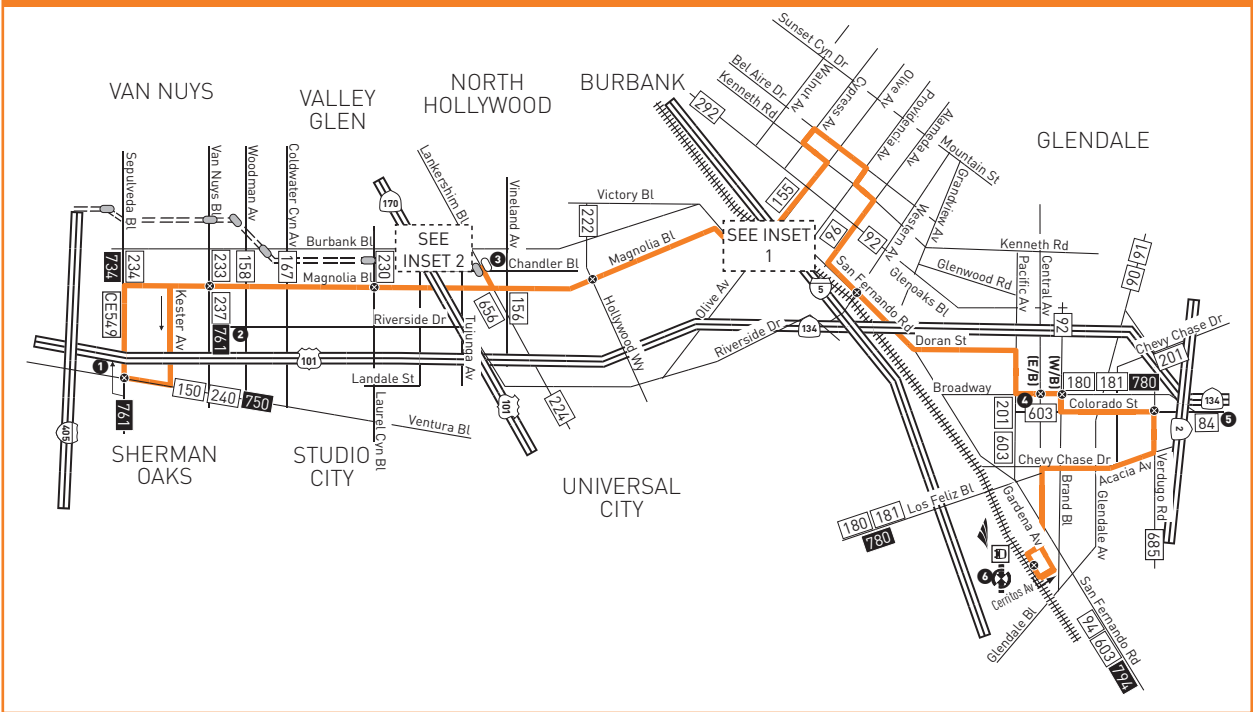 VAN NUYS
VALLEY
GLEN
NORTH
HOLLYWOOD
BURBANK
GLENDALE
SHERMAN
OAKS
STUDIO
CITY
UNIVERSAL
CITY
Sunset Cyn Dr
Bel Aire Dr
Kenneth Rd
Walnut Av
Cypress Av
Olive Av
Providencia Av
Alameda Av
Mountain St
Grandview Av
Western Av
292
155
96
92
Sepulveda Bl
Van Nuys Bl
Woodman Av
Coldwater Cyn Av
Lankershim Bl
Vineland Av
170
Victory Bl
222
Burbank Bl
SEE
INSET 2
3
Chandler Bl
Magnolia Bl
SEE INSET
1
734
234
233
158
167
230
Magnolia Bl
CE549
Kester Av
237
761
2
Riverside Dr
656
156
Tujunga Av
Hollywood Wy
Olive Av
Riverside Dr
134
5
San Fernando Rd
Glenoaks Bl
Kenneth Rd
Glenwood Rd
Pacific Av
Central Av
92
90
91
Chevy Chase Dr
201
Doran St
101
1
Landale St
150
240
750
Ventura Bl
761
405
Laurel Cyn Bl
101
224
Broadway
(E/B)
(W/B)
180
181
780
134
4
603
Colorado St
84
5
2
201
603
Chevy Chase Dr
Acacia Av
Verdugo Rd
180
181
Los Feliz Bl
780
Gardena Av
Brand Bl
Glendale Av
685
6
Cerritos Av
Glendale Bl
San Fernando Rd
94
603
794